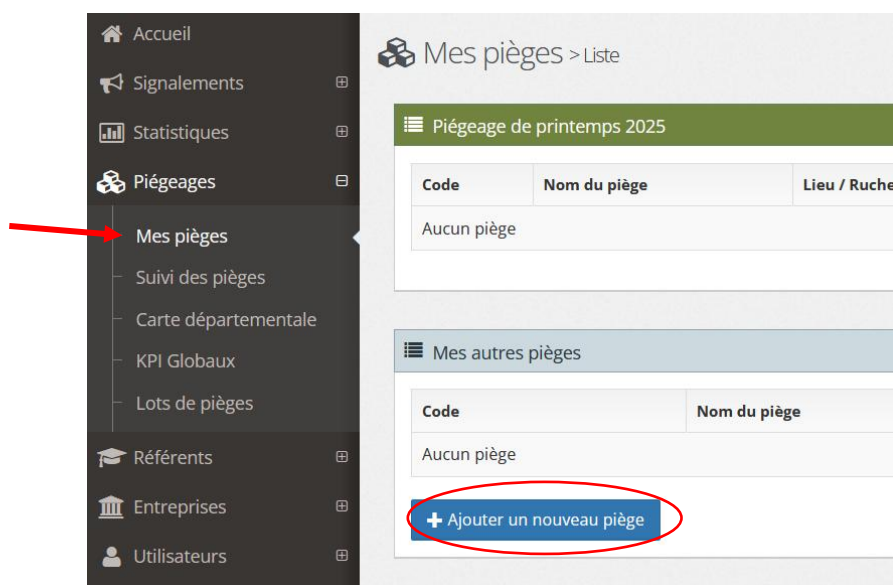 Accueil
Signalements
Statistiques
Piégeages
Mes pièges
Suivi des pièges
Carte départementale
KPI Globaux
Lots de pièges
Référents
Entreprises
Utilisateurs
Mes pièges > Liste
Piégeage de printemps 2025
Code Nom du piège Lieu / Ruche
Aucun piège
Mes autres pièges
Code Nom du piège
Aucun piège
Ajouter un nouveau piège